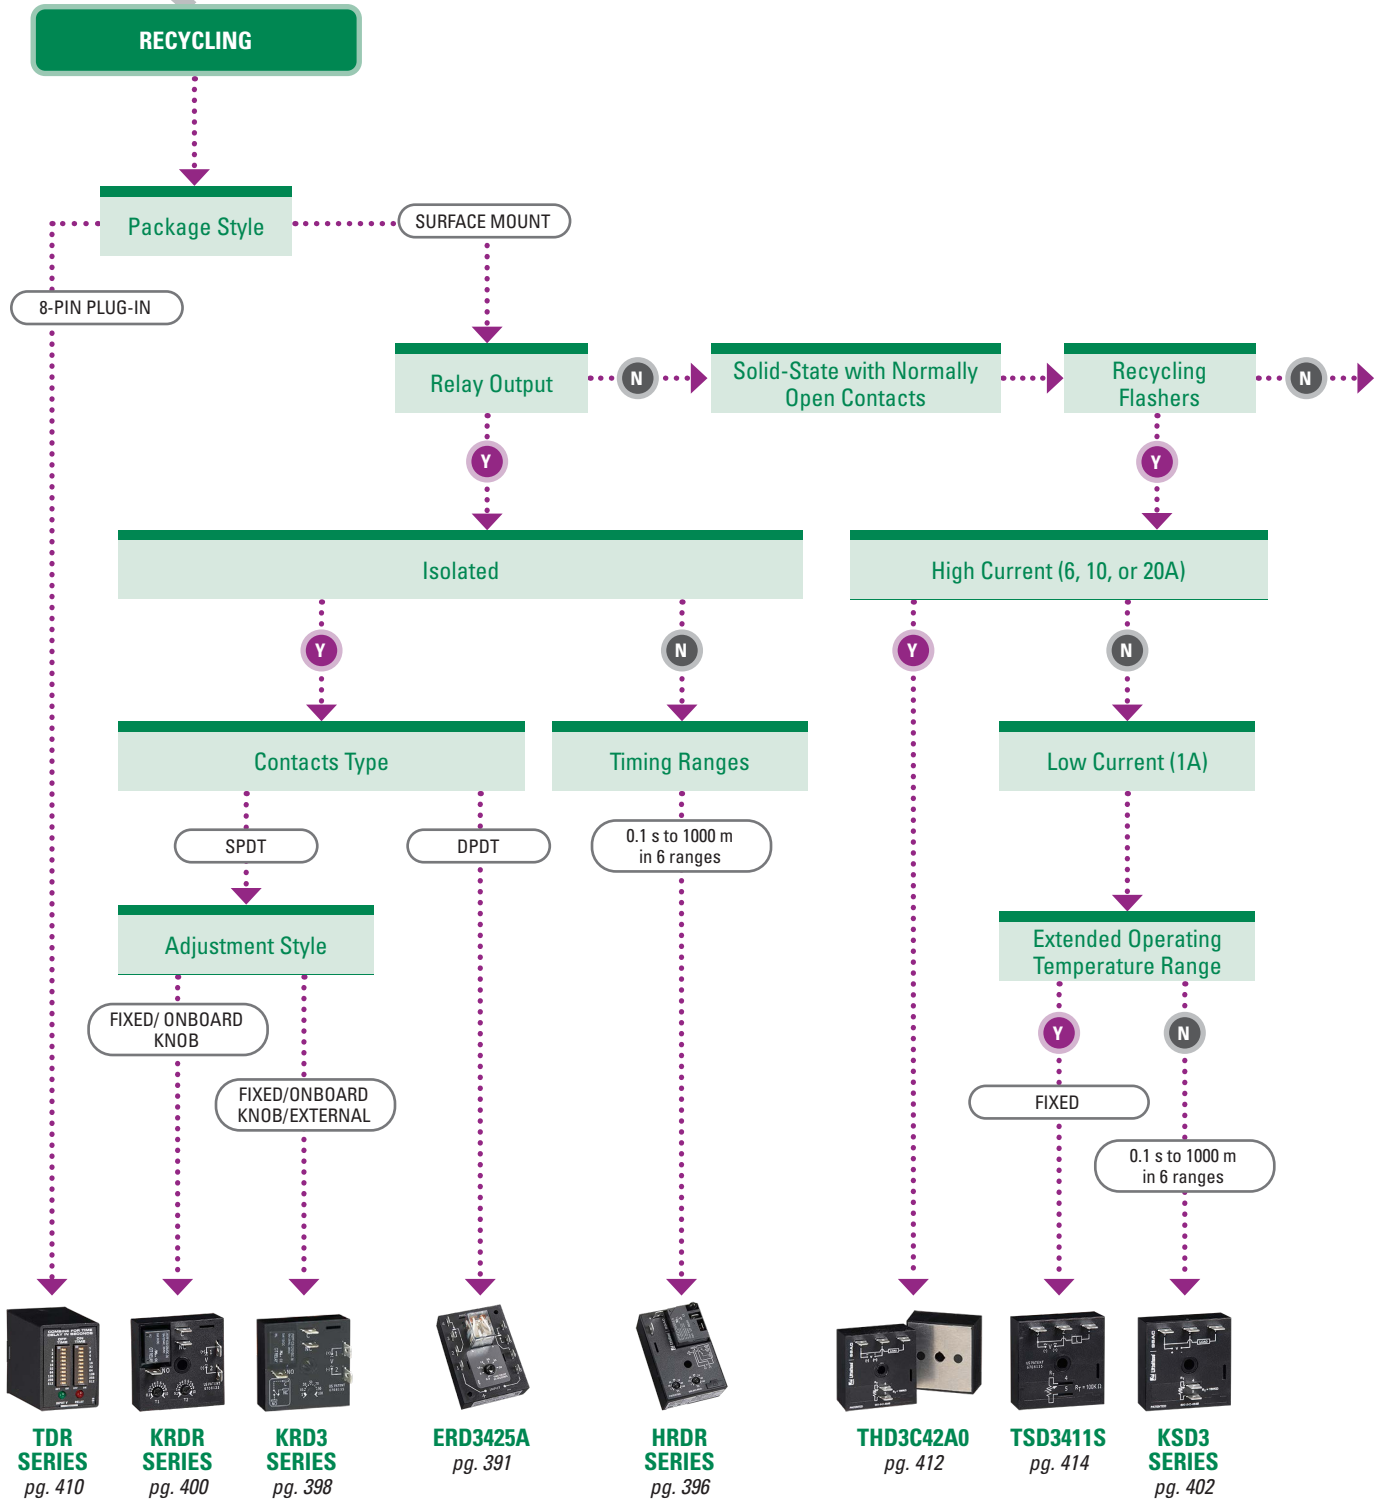 RECYCLING
Package Style
SURFACE MOUNT
8-PIN PLUG-IN
Relay Output
N
Solid-State with Normally
Open Contacts
Recycling
Flashers
N
Y
Y
Isolated
High Current (6, 10, or 20A)
Y
N
Y
N
Contacts Type
Timing Ranges
Low Current (1A)
SPDT
DPDT
0.1 s to 1000 m
in 6 ranges
Adjustment Style
Extended Operating
Temperature Range
FIXED/ ONBOARD
KNOB
Y
N
FIXED/ONBOARD
KNOB/EXTERNAL
FIXED
0.1 s to 1000 m
in 6 ranges
TDR
SERIES
pg. 410
KRDR
SERIES
pg. 400
KRD3
SERIES
pg. 398
ERD3425A
pg. 391
HRDR
SERIES
pg. 396
THD3C42A0
pg. 412
TSD3411S
pg. 414
KSD3
SERIES
pg. 402